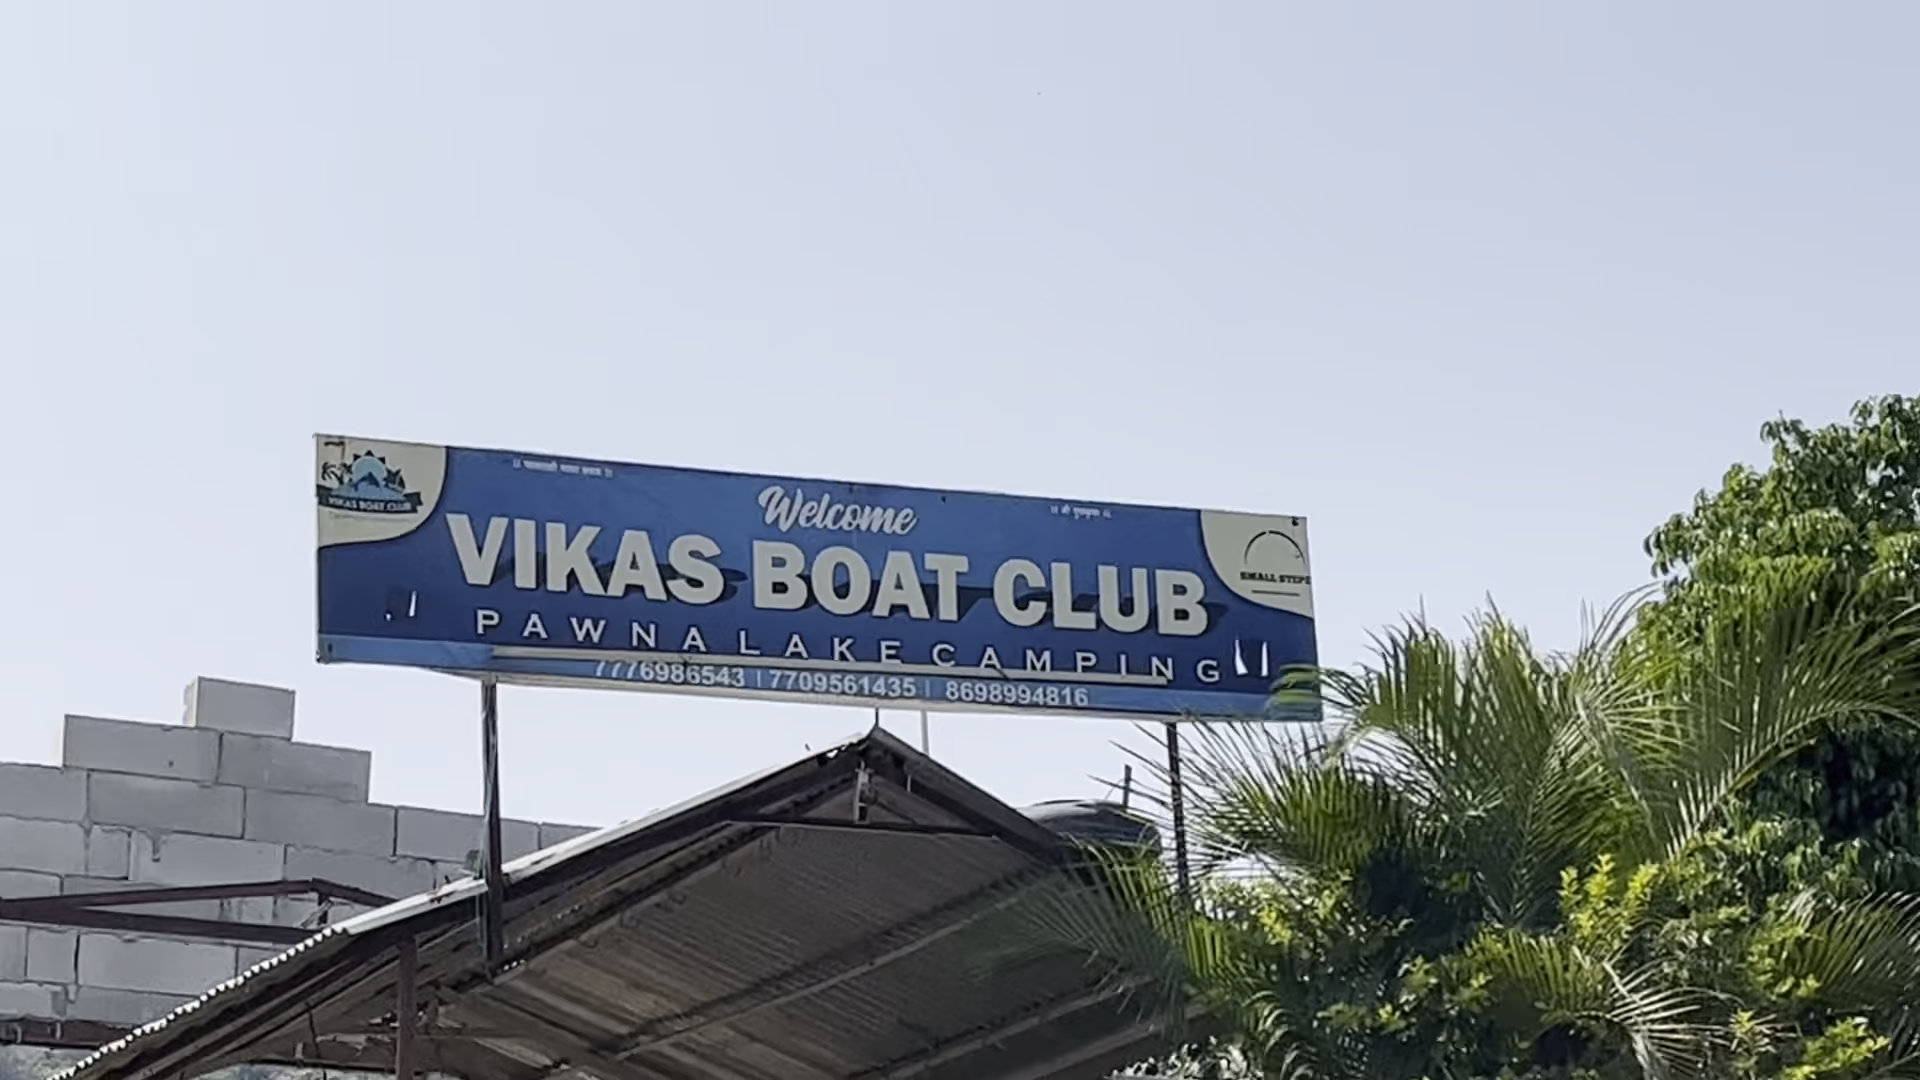 VIKAS BOAT CLUB
Welcome
VIKAS BOAT CLUB
PAWNA LAKE CAMPING
7776986543 | 7709561435 | 8698994816
SMALL STEPS